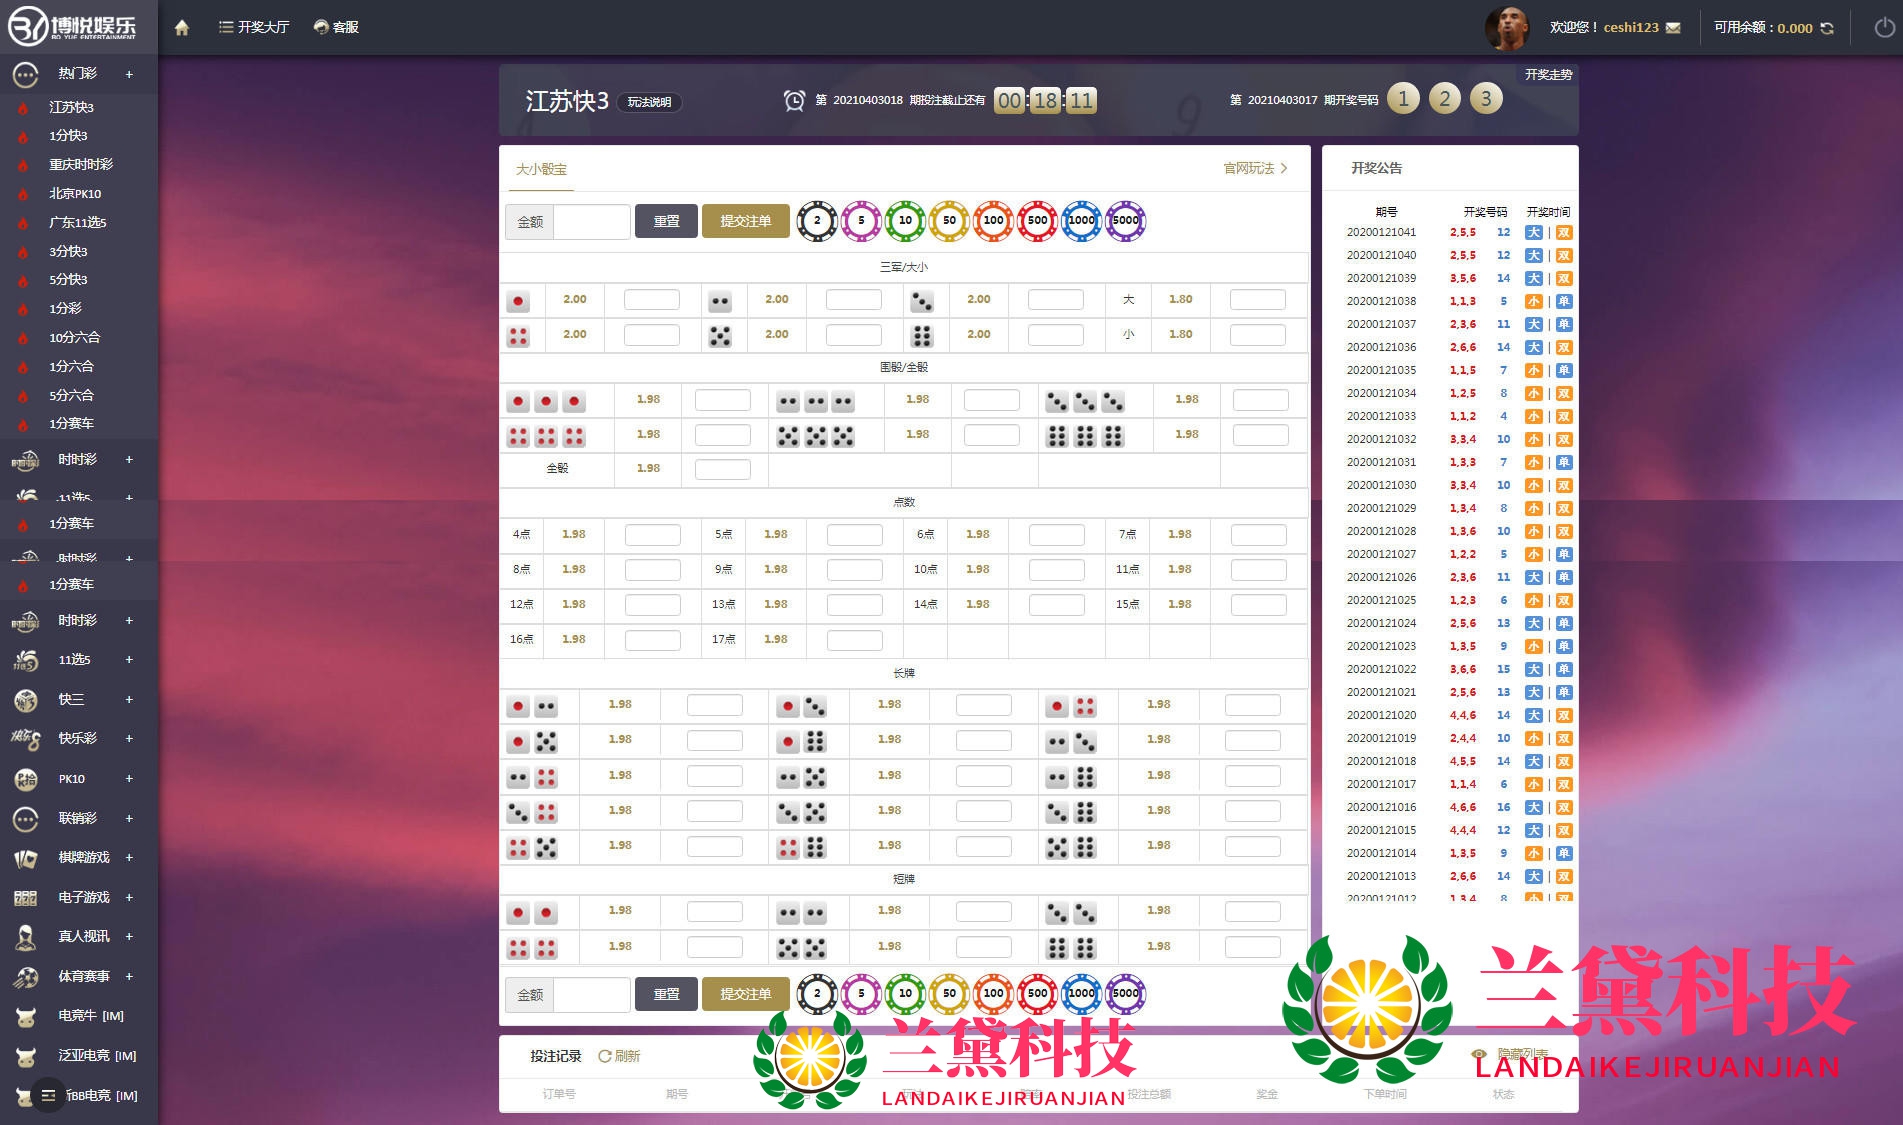 博悦娱乐
BO YUE ENTERTAINMENT
开奖大厅
客服
欢迎您！ceshi123
可用余额：0.000
热门彩 +
江苏快3
1分快3
重庆时时彩
北京PK10
广东11选5
3分快3
5分快3
1分彩
10分六合
1分六合
5分六合
1分赛车
时时彩 +
11选5 +
1分赛车
时时彩 +
1分赛车
时时彩 +
11选5 +
快三 +
快乐彩 +
PK10 +
联销彩 +
棋牌游戏 +
电子游戏 +
真人视讯 +
体育赛事 +
电竞牛 [IM]
泛亚电竞 [IM]
BB电竞 [IM]
江苏快3 玩法说明
第 20210403018 期投注截止还有 00:18:11
第 20210403017 期开奖号码 1 2 3
开奖走势
大小骰宝
官网玩法 >
金额 重置 提交注单 2 5 10 50 100 500 1000 5000
三军/大小
2.00 2.00 2.00 大 1.80
2.00 2.00 2.00 小 1.80
围骰/全骰
1.98 1.98 1.98
1.98 1.98 1.98
全骰 1.98
点数
4点 1.98 5点 1.98 6点 1.98 7点 1.98
8点 1.98 9点 1.98 10点 1.98 11点 1.98
12点 1.98 13点 1.98 14点 1.98 15点 1.98
16点 1.98 17点 1.98
长牌
1.98 1.98 1.98
1.98 1.98 1.98
1.98 1.98 1.98
1.98 1.98 1.98
1.98 1.98 1.98
短牌
1.98 1.98 1.98
1.98 1.98 1.98
金额 重置 提交注单 2 5 10 50 100 500 1000 5000
开奖公告
期号 开奖号码 开奖时间
20200121041 2,5,5 12 大 | 双
20200121040 2,5,5 12 大 | 双
20200121039 3,5,6 14 大 | 双
20200121038 1,1,3 5 小 | 单
20200121037 2,3,6 11 大 | 单
20200121036 2,6,6 14 大 | 双
20200121035 1,1,5 7 小 | 单
20200121034 1,2,5 8 小 | 双
20200121033 1,1,2 4 小 | 双
20200121032 3,3,4 10 小 | 双
20200121031 1,3,3 7 小 | 单
20200121030 3,3,4 10 小 | 双
20200121029 1,3,4 8 小 | 双
20200121028 1,3,6 10 小 | 双
20200121027 1,2,2 5 小 | 单
20200121026 2,3,6 11 大 | 单
20200121025 1,2,3 6 小 | 双
20200121024 2,5,6 13 大 | 单
20200121023 1,3,5 9 小 | 单
20200121022 3,6,6 15 大 | 单
20200121021 2,5,6 13 大 | 单
20200121020 4,4,6 14 大 | 双
20200121019 2,4,4 10 小 | 双
20200121018 4,5,5 14 大 | 双
20200121017 1,1,4 6 小 | 双
20200121016 4,6,6 16 大 | 双
20200121015 4,4,4 12 大 | 双
20200121014 1,3,5 9 小 | 单
20200121013 2,6,6 14 大 | 双
20200121012 1,3,4 8 小 | 双
投注记录 刷新
隐藏列表
订单号 期号 投注总额 奖金 下单时间 状态
兰黛科技
LANDAIKEJIRUANJIAN
兰黛科技
LANDAIKEJIRUANJIAN